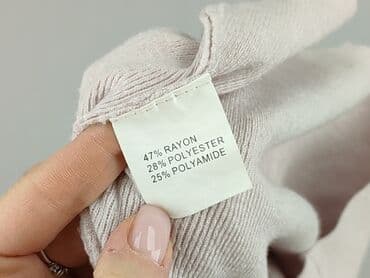 47% RAYON
28% POLYESTER
25% POLYAMIDE